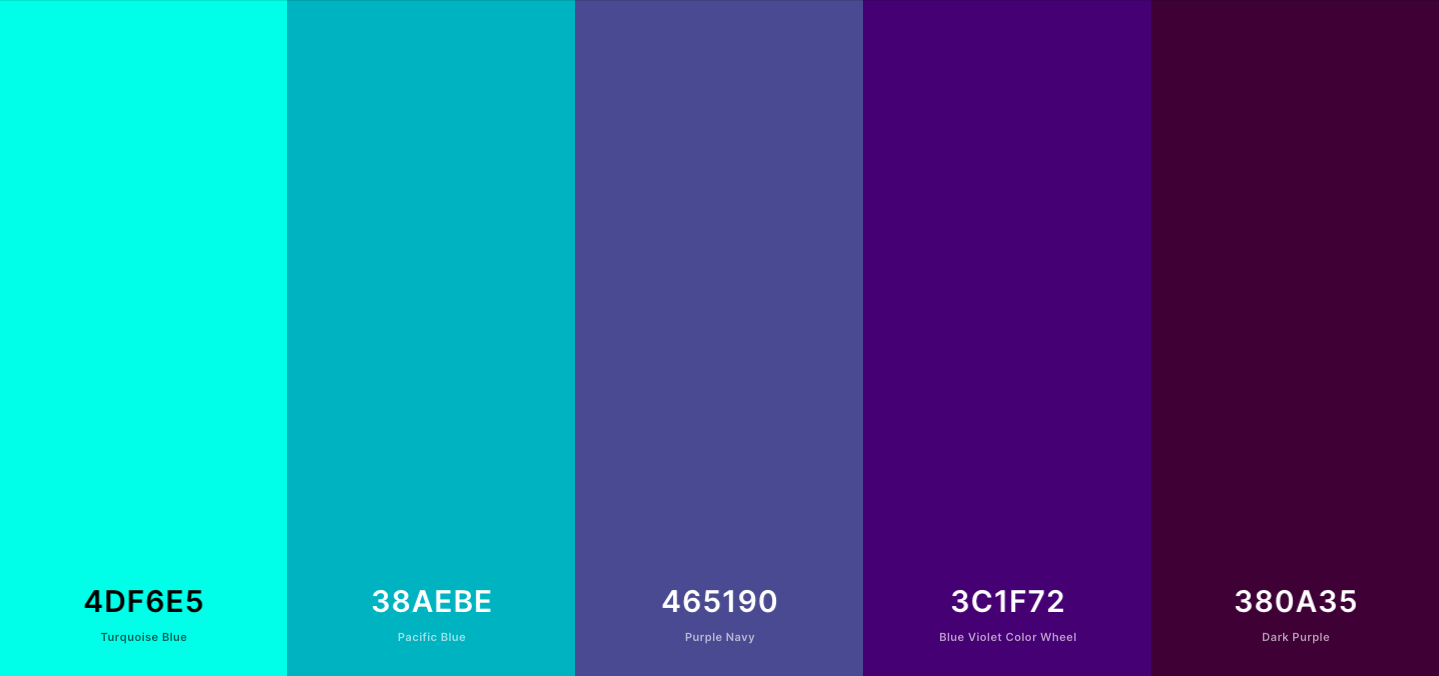 4DF6E5
Turquoise Blue
38AEBE
Pacific Blue
465190
Purple Navy
3C1F72
Blue Violet Color Wheel
380A35
Dark Purple